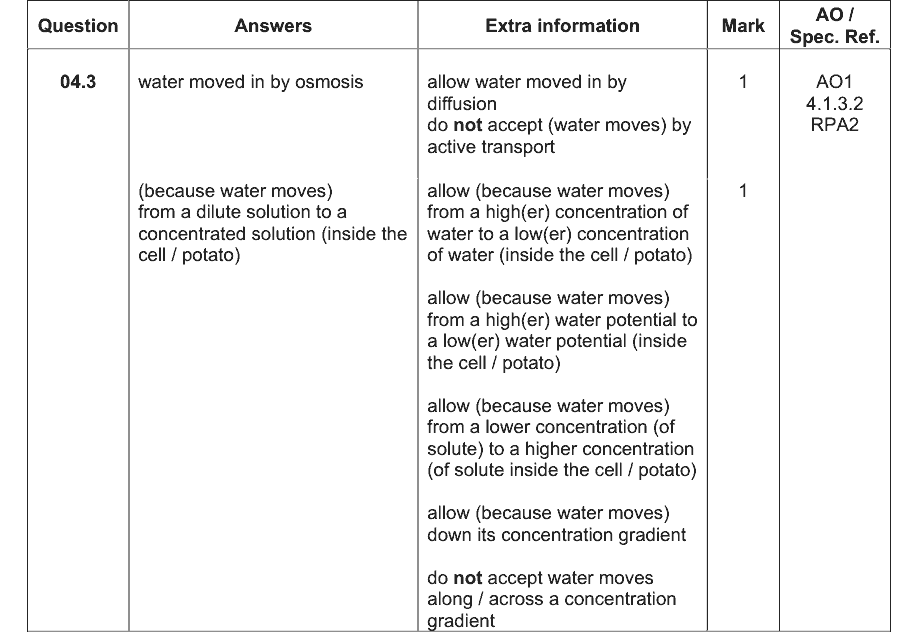 Question Answers Extra information Mark AO /
Spec. Ref.
04.3 water moved in by osmosis allow water moved in by 1 AO1
diffusion 4.1.3.2
do not accept (water moves) by RPA2
active transport
(because water moves) allow (because water moves) 1
from a dilute solution to a from a high(er) concentration of
concentrated solution (inside the water to a low(er) concentration
cell / potato) of water (inside the cell / potato)
allow (because water moves)
from a high(er) water potential to
a low(er) water potential (inside
the cell / potato)
allow (because water moves)
from a lower concentration (of
solute) to a higher concentration
(of solute inside the cell / potato)
allow (because water moves)
down its concentration gradient
do not accept water moves
along / across a concentration
gradient